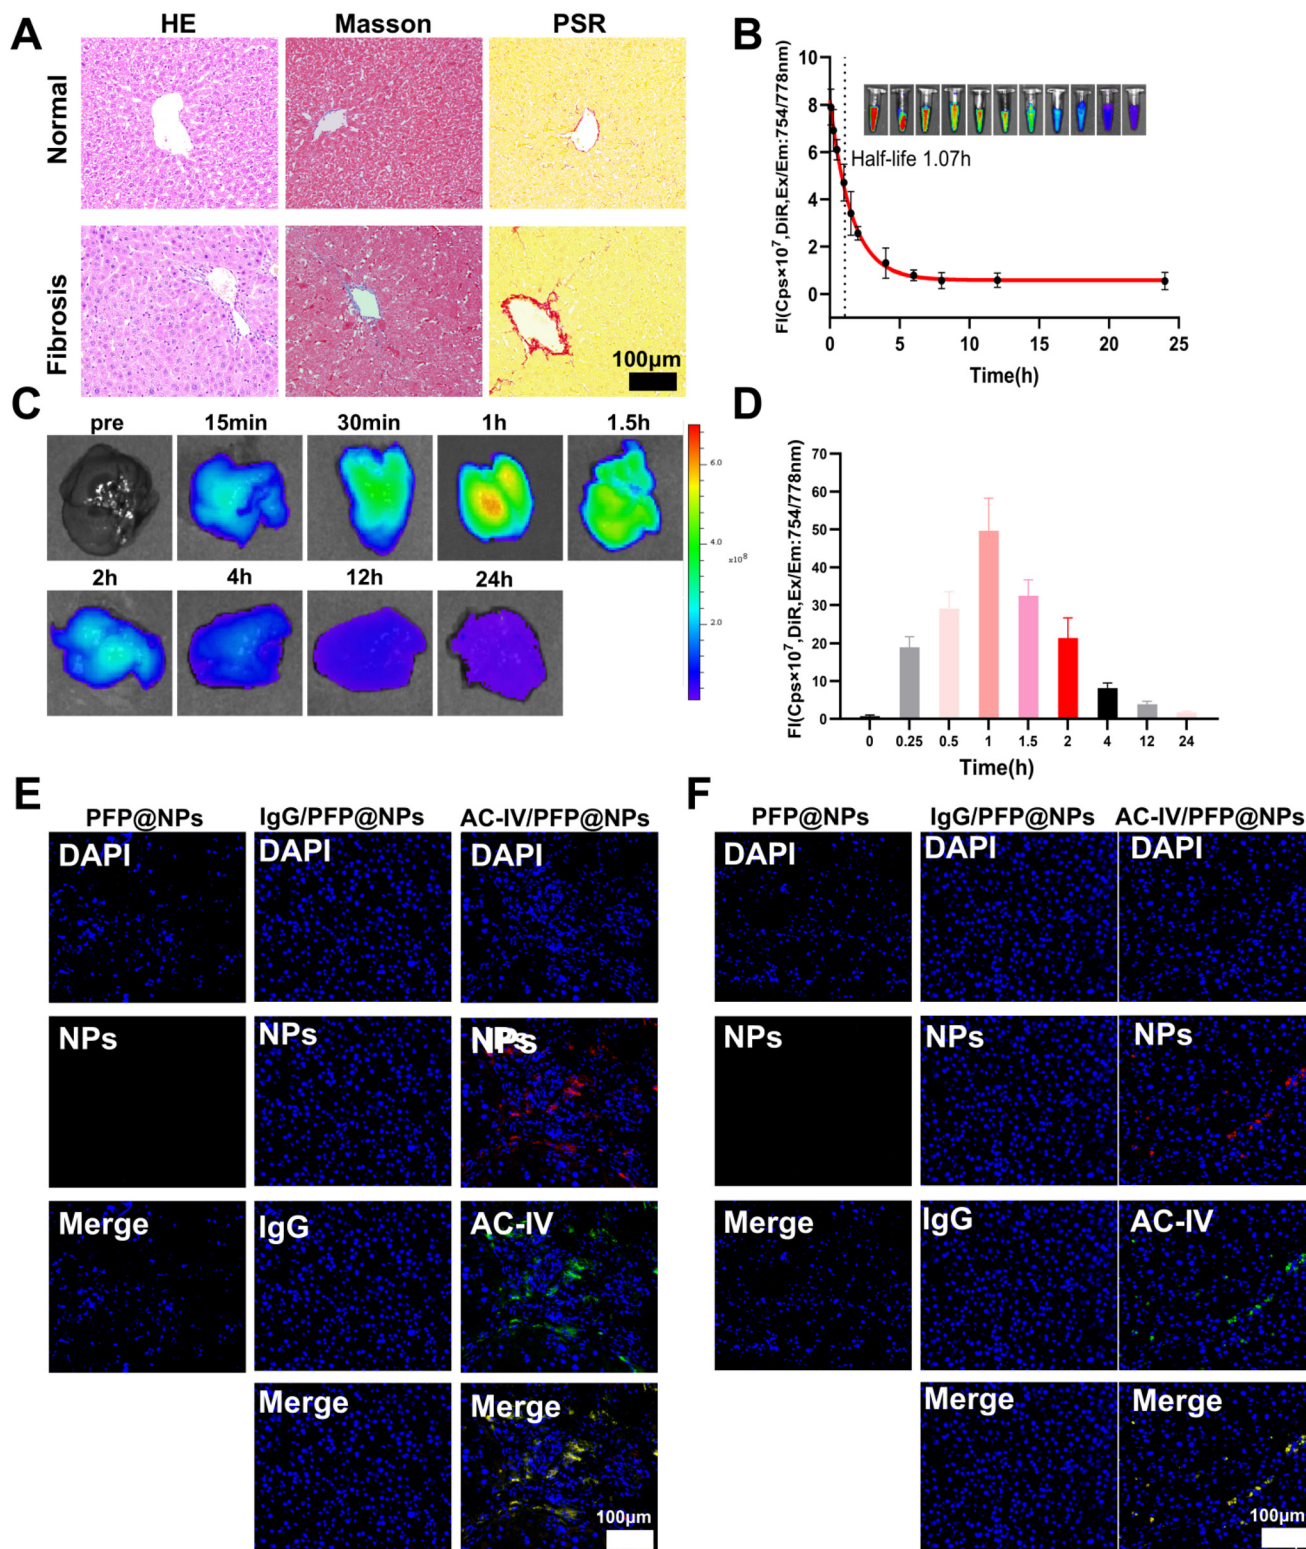 A
HE
Masson
PSR
Normal
Fibrosis
100μm
B
FI(Cps×10⁷,DiR,Ex/Em:754/778nm
10
8
6
4
2
0
Half-life 1.07h
0
5
10
15
20
25
Time(h)
C
pre
15min
30min
1h
1.5h
2h
4h
12h
24h
6.0
4.0
×10⁸
2.0
D
FI(Cps×10⁷,DiR,Ex/Em:754/778nm)
70
60
50
40
30
20
10
0
0
0.25
0.5
1
1.5
2
4
12
24
Time(h)
E
PFP@NPs
IgG/PFP@NPs
AC-IV/PFP@NPs
DAPI
DAPI
DAPI
NPs
NPs
NPs
Merge
IgG
AC-IV
Merge
Merge
100μm
F
PFP@NPs
IgG/PFP@NPs
AC-IV/PFP@NPs
DAPI
DAPI
DAPI
NPs
NPs
NPs
Merge
IgG
AC-IV
Merge
Merge
100μm